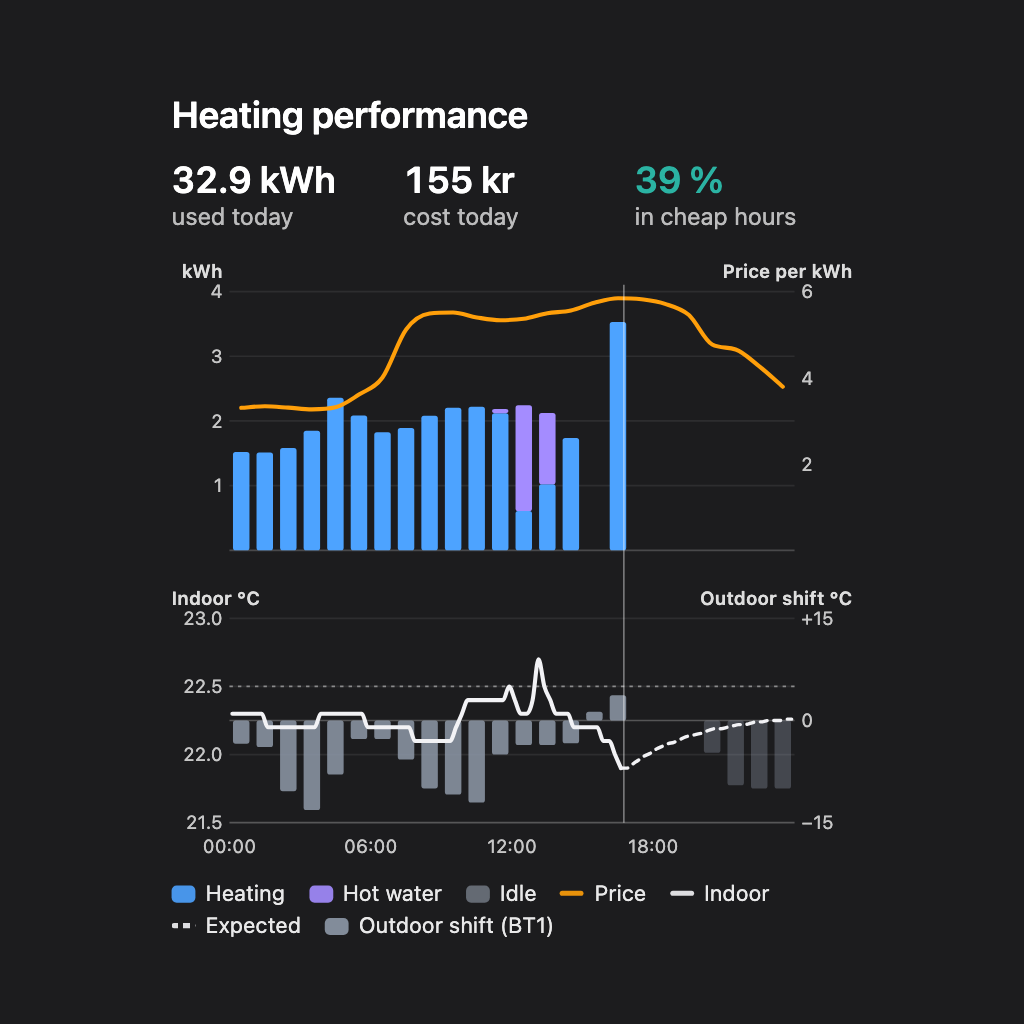 Heating performance
32.9 kWh 155 kr 39 %
used today cost today in cheap hours
kWh Price per kWh
4 6
3 4
2 2
1
Indoor °C Outdoor shift °C
23.0 +15
22.5 0
22.0
21.5 −15
00:00 06:00 12:00 18:00
Heating Hot water Idle Price Indoor
Expected Outdoor shift (BT1)